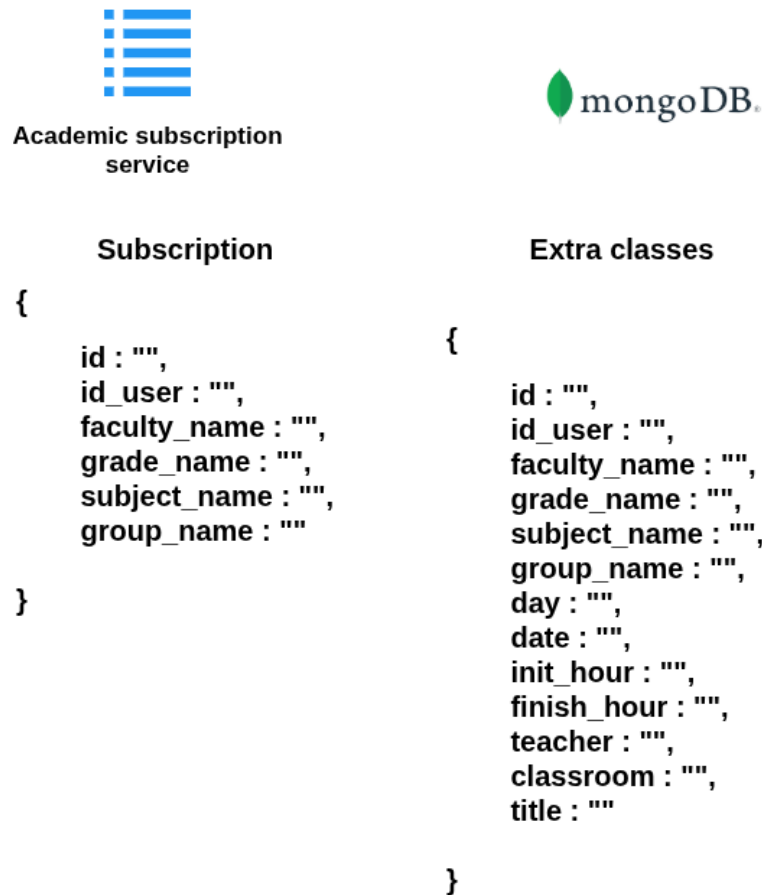 Academic subscription
service
mongoDB®
Subscription
{
id : "",
id_user : "",
faculty_name : "",
grade_name : "",
subject_name : "",
group_name : ""
}
Extra classes
{
id : "",
id_user : "",
faculty_name : "",
grade_name : "",
subject_name : "",
group_name : "",
day : "",
date : "",
init_hour : "",
finish_hour : "",
teacher : "",
classroom : "",
title : ""
}